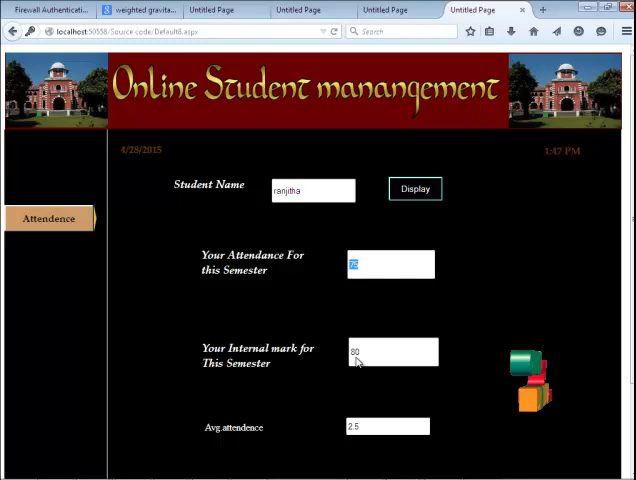 Firewall Authenticati...
weighted gravita...
Untitled Page
Untitled Page
Untitled Page
Untitled Page
localhost:50558/Source code/Default8.aspx
Search
Online Student manangement
4/28/2015
1:47 PM
Student Name
ranjitha
Display
Attendence
Your Attendance For
this Semester
75
Your Internal mark for
This Semester
80
Avg.attendence
2.5